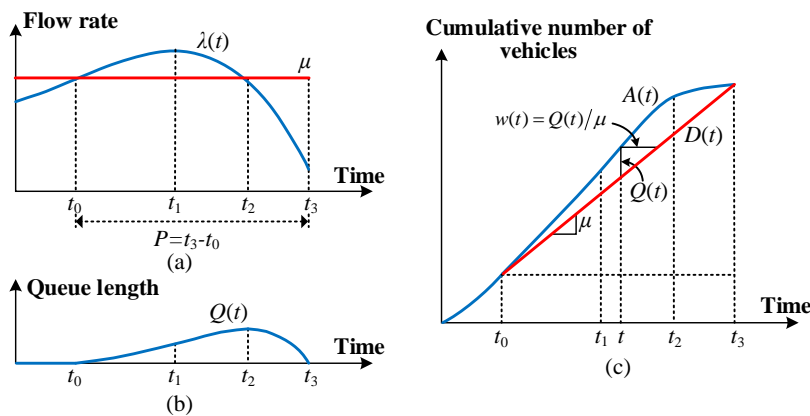 Flow rate
λ(t)
μ
Time
t0
t1
t2
t3
P=t3-t0
(a)
Queue length
Q(t)
Time
t0
t1
t2
t3
(b)
Cumulative number of
vehicles
A(t)
w(t) = Q(t)/μ
D(t)
Q(t)
μ
Time
t0
t1
t
t2
t3
(c)